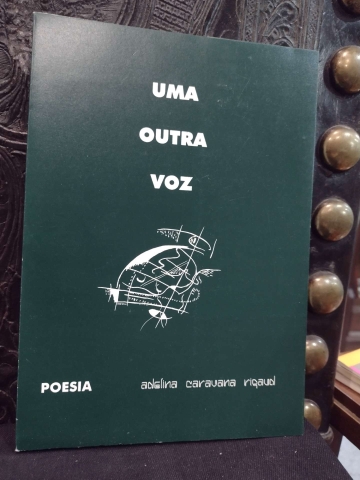 UMA
OUTRA
VOZ
POESIA
adelina caravana rigaud